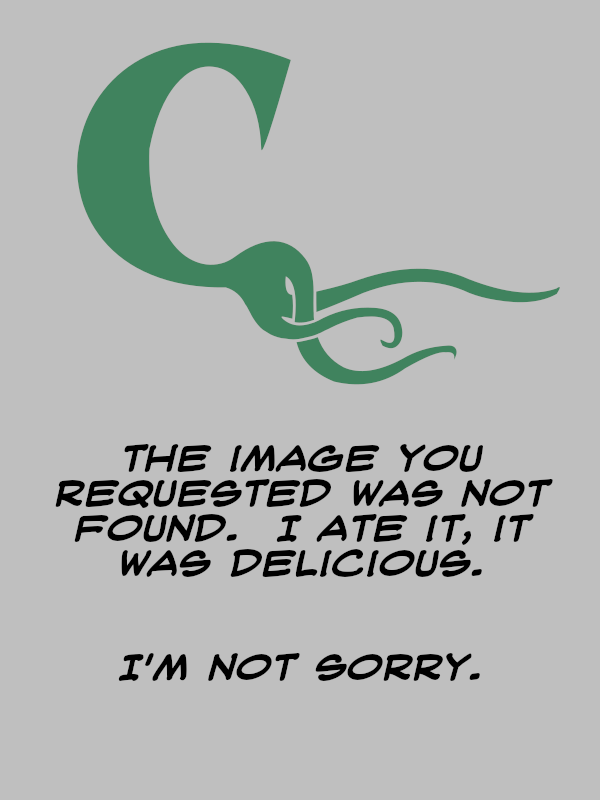 C
THE IMAGE YOU
REQUESTED WAS NOT
FOUND. I ATE IT, IT
WAS DELICIOUS.
I'M NOT SORRY.